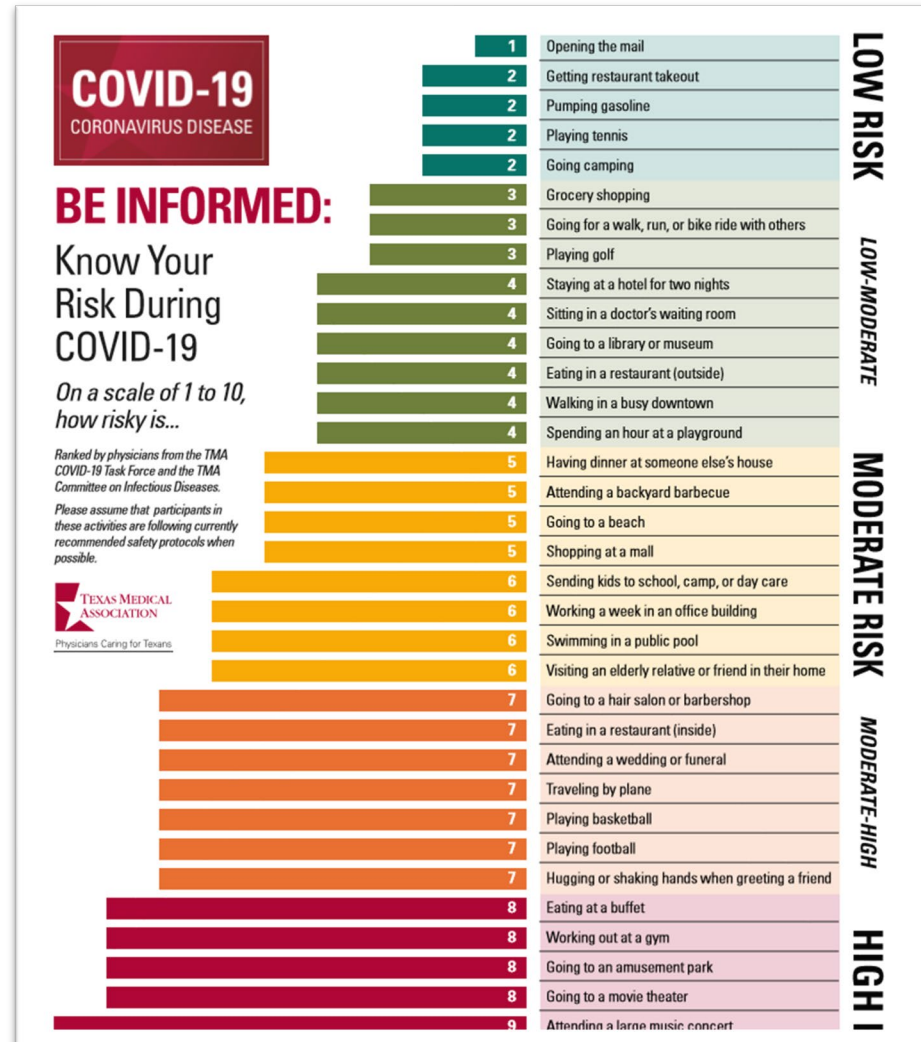 COVID-19
CORONAVIRUS DISEASE
BE INFORMED:
Know Your
Risk During
COVID-19
On a scale of 1 to 10,
how risky is...
Ranked by physicians from the TMA
COVID-19 Task Force and the TMA
Committee on Infectious Diseases.
Please assume that participants in
these activities are following currently
recommended safety protocols when
possible.
TEXAS MEDICAL
ASSOCIATION
Physicians Caring for Texans
1 Opening the mail
2 Getting restaurant takeout
2 Pumping gasoline
2 Playing tennis
2 Going camping
3 Grocery shopping
3 Going for a walk, run, or bike ride with others
3 Playing golf
4 Staying at a hotel for two nights
4 Sitting in a doctor's waiting room
4 Going to a library or museum
4 Eating in a restaurant (outside)
4 Walking in a busy downtown
4 Spending an hour at a playground
5 Having dinner at someone else's house
5 Attending a backyard barbecue
5 Going to a beach
5 Shopping at a mall
6 Sending kids to school, camp, or day care
6 Working a week in an office building
6 Swimming in a public pool
6 Visiting an elderly relative or friend in their home
7 Going to a hair salon or barbershop
7 Eating in a restaurant (inside)
7 Attending a wedding or funeral
7 Traveling by plane
7 Playing basketball
7 Playing football
7 Hugging or shaking hands when greeting a friend
8 Eating at a buffet
8 Working out at a gym
8 Going to an amusement park
8 Going to a movie theater
9 Attending a large music concert
LOW RISK
LOW-MODERATE
MODERATE RISK
MODERATE-HIGH
HIGH